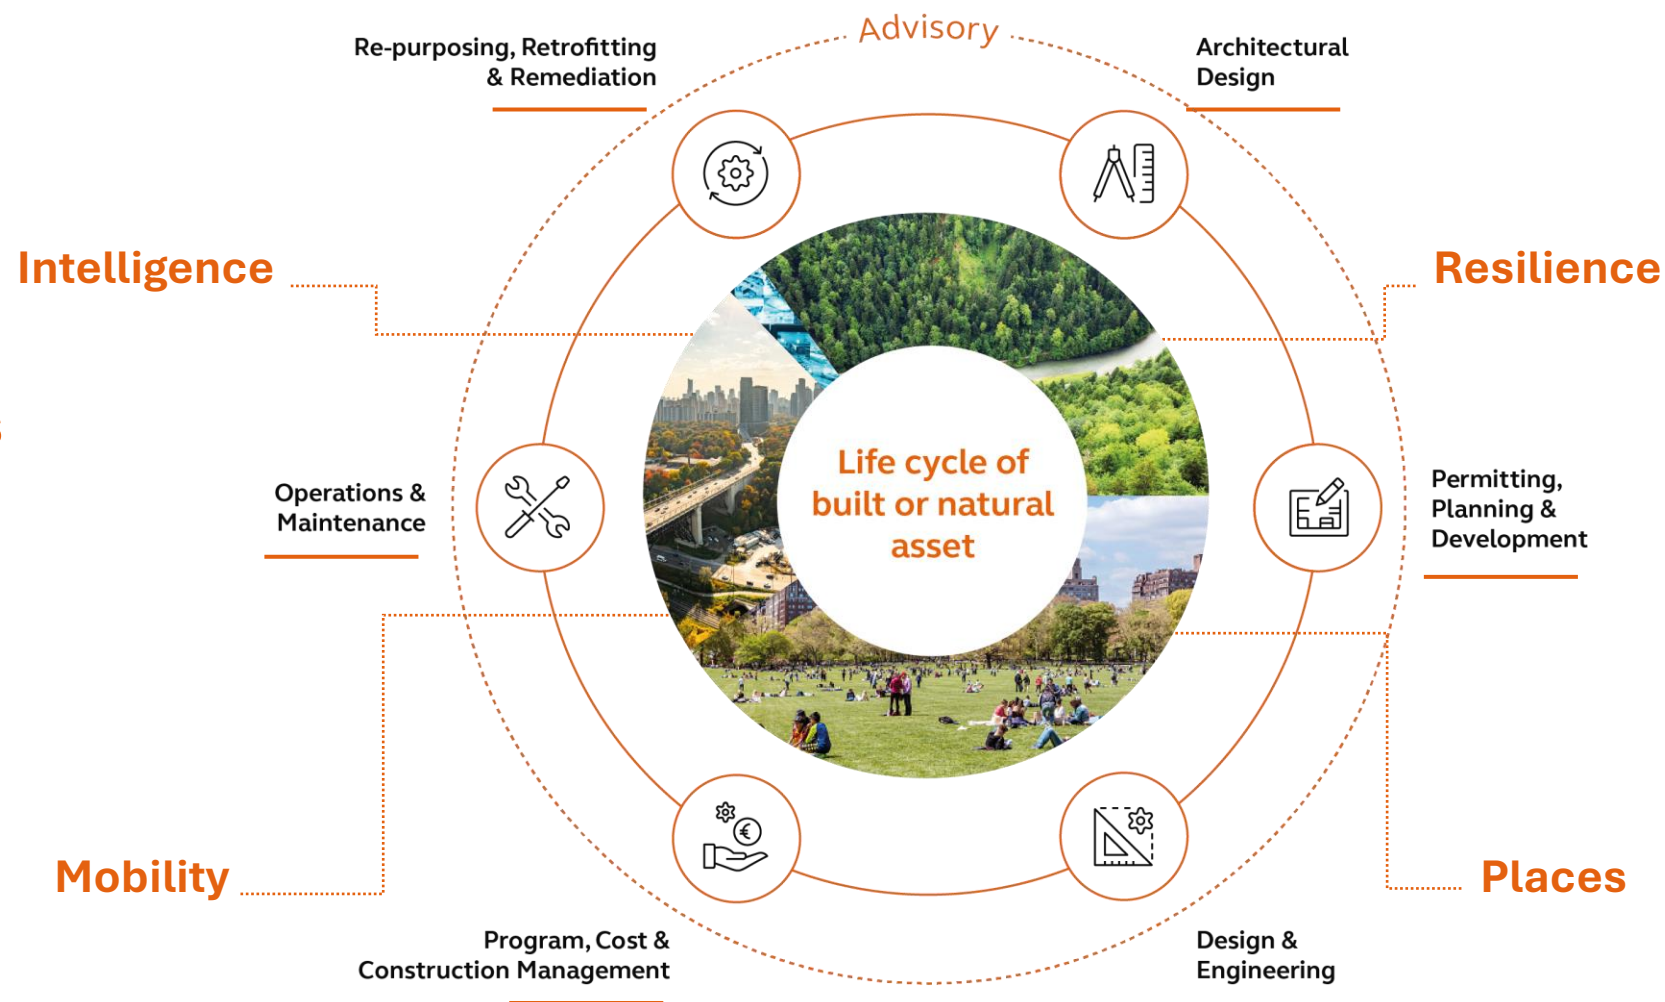 Advisory
Re-purposing, Retrofitting
& Remediation
Architectural
Design
Intelligence
Resilience
Life cycle of
built or natural
asset
Operations &
Maintenance
Permitting,
Planning &
Development
€
Mobility
Places
Program, Cost &
Construction Management
Design &
Engineering